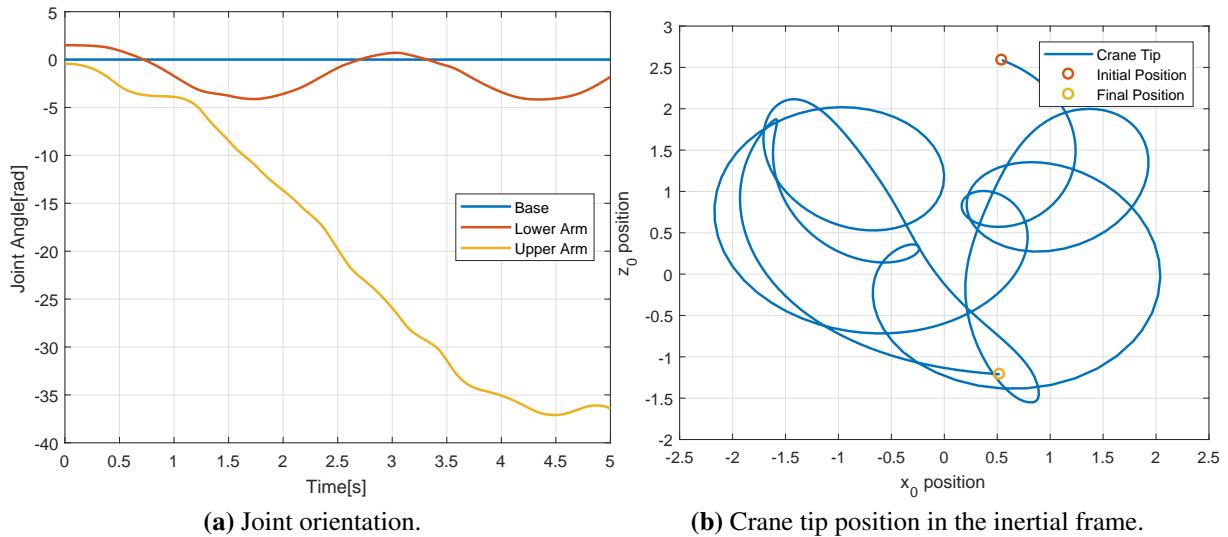 5
0
-5
-10
-15
-20
-25
-30
-35
-40
Joint Angle[rad]
0 0.5 1 1.5 2 2.5 3 3.5 4 4.5 5
Time[s]
Base
Lower Arm
Upper Arm
(a) Joint orientation.
3
2.5
2
1.5
1
0.5
0
-0.5
-1
-1.5
-2
z_0 position
-2.5 -2 -1.5 -1 -0.5 0 0.5 1 1.5 2 2.5
x_0 position
Crane Tip
Initial Position
Final Position
(b) Crane tip position in the inertial frame.